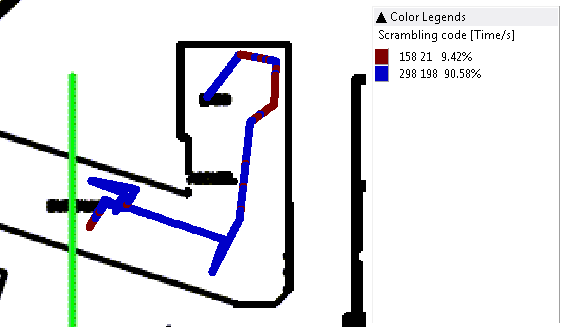 ▲ Color Legends
Scrambling code [Time/s]
158 21 9.42%
298 198 90.58%